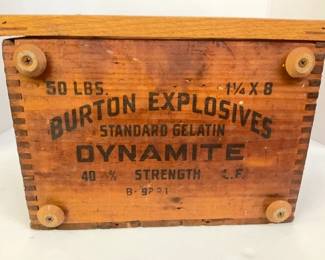 50 LBS. 1¼ X 8
BURTON EXPLOSIVES
STANDARD GELATIN
DYNAMITE
40 % STRENGTH L.F.